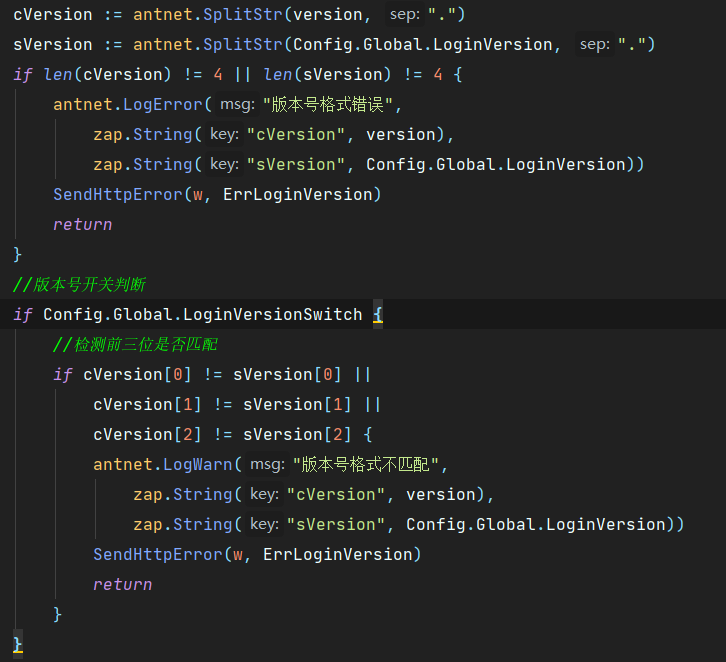 cVersion := antnet.SplitStr(version, sep: ".")
sVersion := antnet.SplitStr(Config.Global.LoginVersion, sep: ".")
if len(cVersion) != 4 || len(sVersion) != 4 {
antnet.LogError( msg: "版本号格式错误",
zap.String( key: "cVersion", version),
zap.String( key: "sVersion", Config.Global.LoginVersion))
SendHttpError(w, ErrLoginVersion)
return
}
//版本号开关判断
if Config.Global.LoginVersionSwitch {
//检测前三位是否匹配
if cVersion[0] != sVersion[0] ||
cVersion[1] != sVersion[1] ||
cVersion[2] != sVersion[2] {
antnet.LogWarn( msg: "版本号格式不匹配",
zap.String( key: "cVersion", version),
zap.String( key: "sVersion", Config.Global.LoginVersion))
SendHttpError(w, ErrLoginVersion)
return
}
}